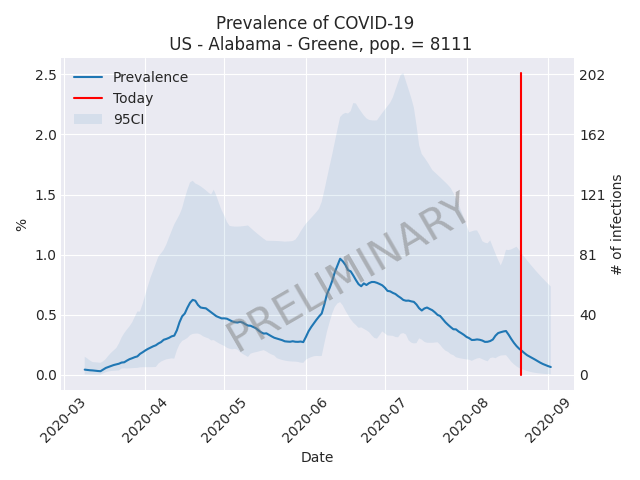 Prevalence of COVID-19
US - Alabama - Greene, pop. = 8111
Prevalence
Today
95CI
PRELIMINARY
2.5
2.0
1.5
1.0
0.5
0.0
%
202
162
121
81
40
0
# of infections
2020-03
2020-04
2020-05
2020-06
2020-07
2020-08
2020-09
Date